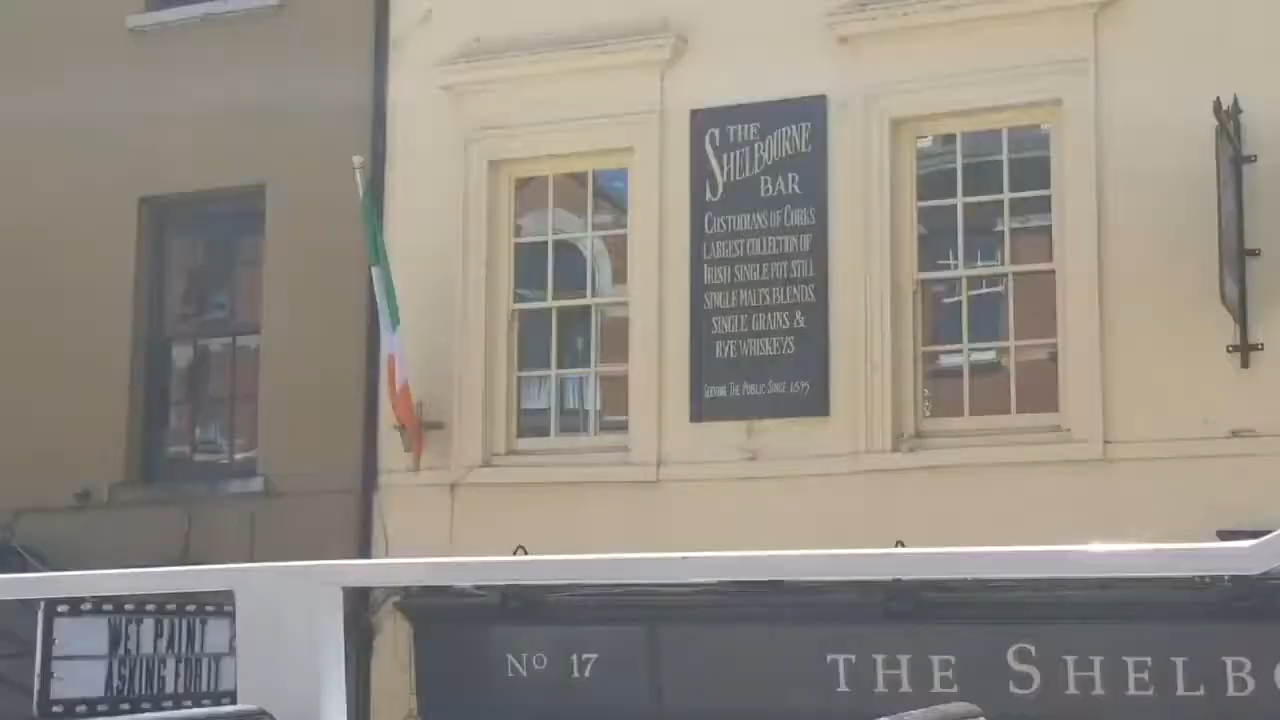 THE
SHELBOURNE
BAR
CUSTODIANS OF CORKS
LARGEST COLLECTION OF
IRISH SINGLE POT STILL
SINGLE MALTS, BLENDS,
SINGLE GRAINS &
RYE WHISKEYS
SERVING THE PUBLIC SINCE 1895
WET PAINT
ASKING FOR IT
No 17
THE SHELBO